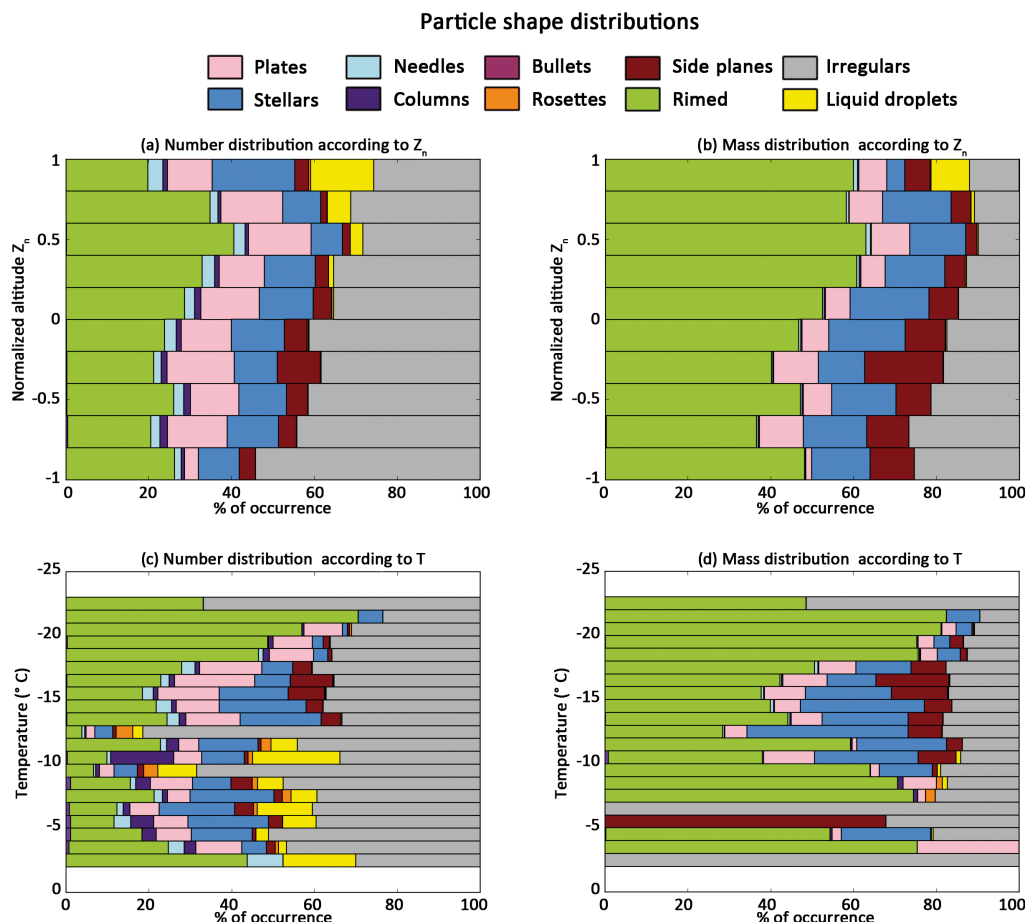 Particle shape distributions
Plates Needles Bullets Side planes Irregulars
Stellars Columns Rosettes Rimed Liquid droplets
(a) Number distribution according to Zn
(b) Mass distribution according to Zn
Normalized altitude Zn
1
0.5
0
-0.5
-1
0 20 40 60 80 100
% of occurrence
Normalized altitude Zn
1
0.5
0
-0.5
-1
0 20 40 60 80 100
% of occurrence
(c) Number distribution according to T
(d) Mass distribution according to T
Temperature (° C)
-25
-20
-15
-10
-5
0
0 20 40 60 80 100
% of occurrence
Temperature (° C)
-25
-20
-15
-10
-5
0
0 20 40 60 80 100
% of occurrence